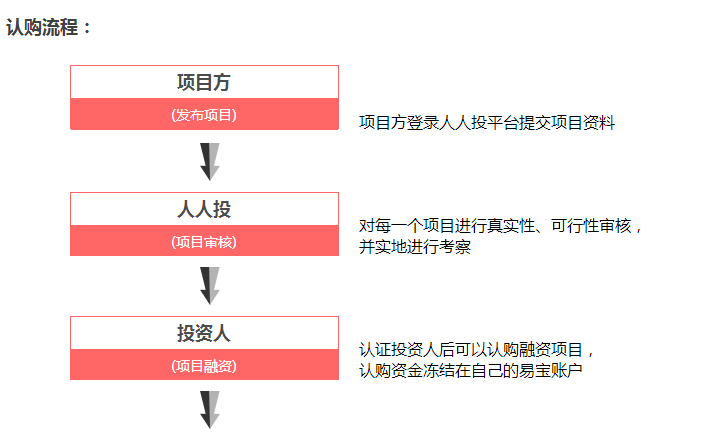 认购流程：
项目方
(发布项目)
项目方登录人人投平台提交项目资料
人人投
(项目审核)
对每一个项目进行真实性、可行性审核，
并实地进行考察
投资人
(项目融资)
认证投资人后可以认购融资项目，
认购资金冻结在自己的易宝账户